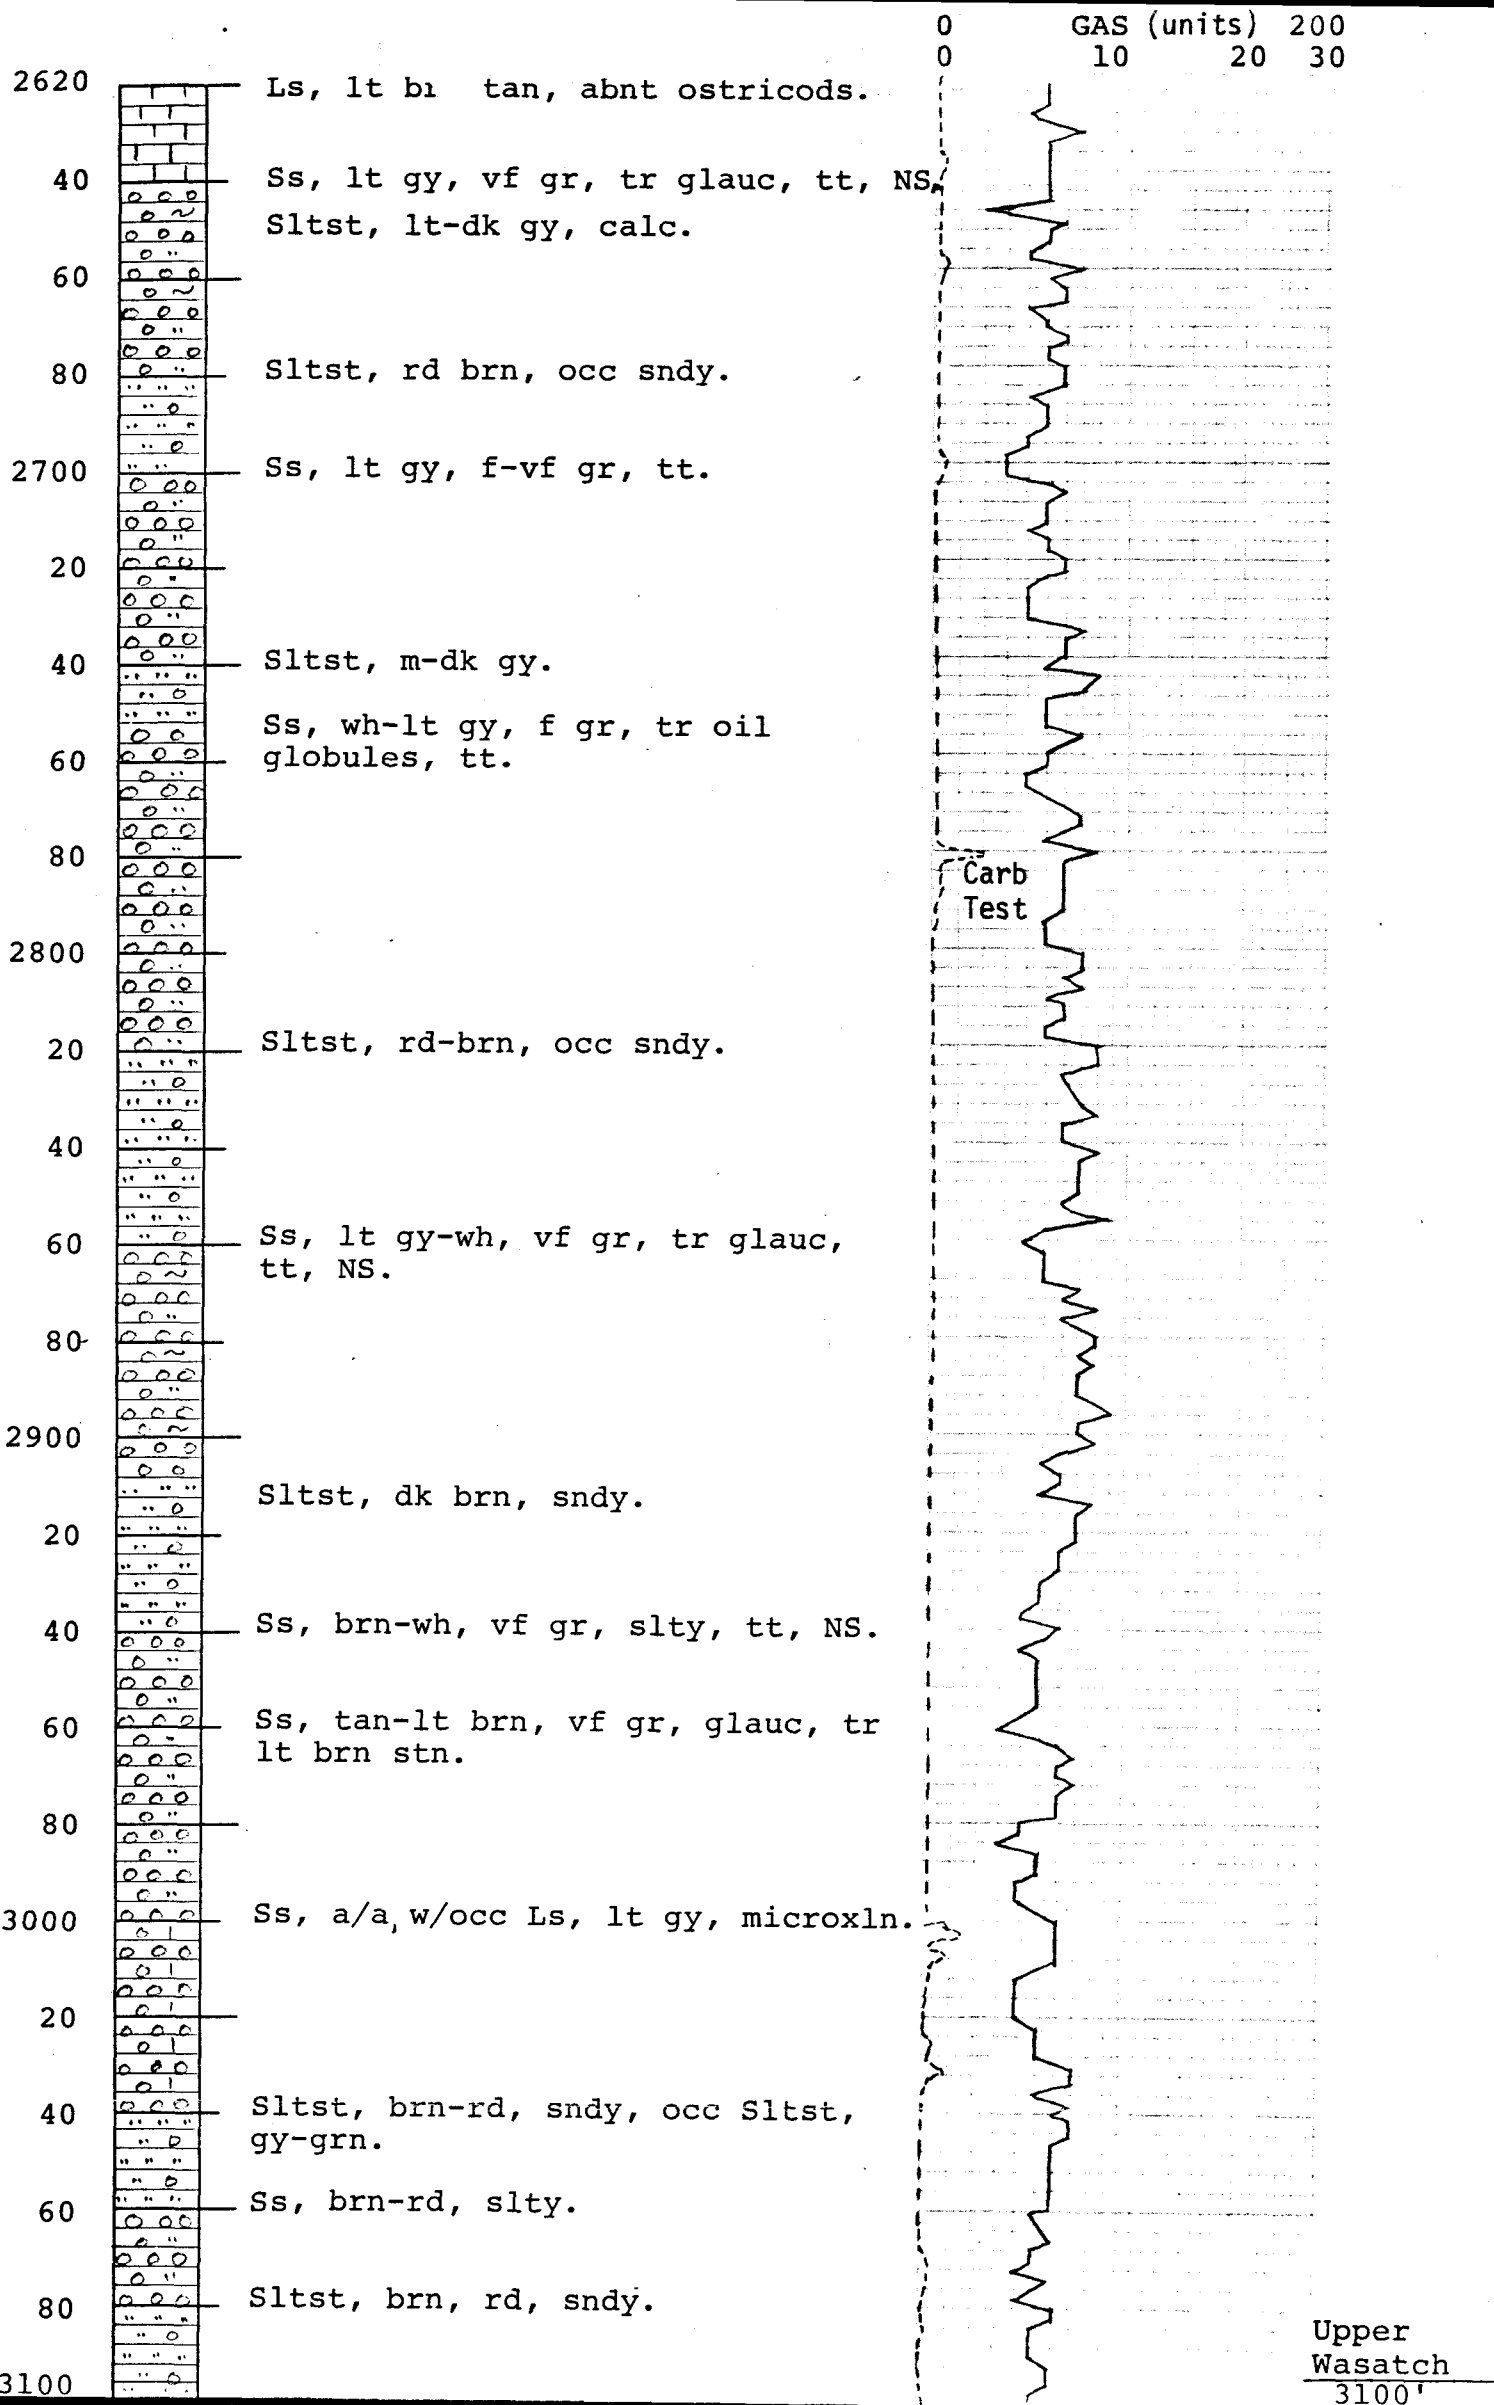 0 GAS (units) 200
0 10 20 30
2620 Ls, lt tan, abnt ostricods.
40 Ss, lt gy, vf gr, tr glauc, tt, NS.
Sltst, lt-dk gy, calc.
60
80 Sltst, rd brn, occ sndy.
2700 Ss, lt gy, f-vf gr, tt.
20
40 Sltst, m-dk gy.
Ss, wh-lt gy, f gr, tr oil
60 globules, tt.
80
Carb
Test
2800
20 Sltst, rd-brn, occ sndy.
40
60 Ss, lt gy-wh, vf gr, tr glauc,
tt, NS.
80
2900
Sltst, dk brn, sndy.
20
40 Ss, brn-wh, vf gr, slty, tt, NS.
60 Ss, tan-lt brn, vf gr, glauc, tr
lt brn stn.
80
3000 Ss, a/a, w/occ Ls, lt gy, microxln.
20
40 Sltst, brn-rd, sndy, occ Sltst,
gy-grn.
60 Ss, brn-rd, slty.
80 Sltst, brn, rd, sndy.
Upper
Wasatch
3100 3100'